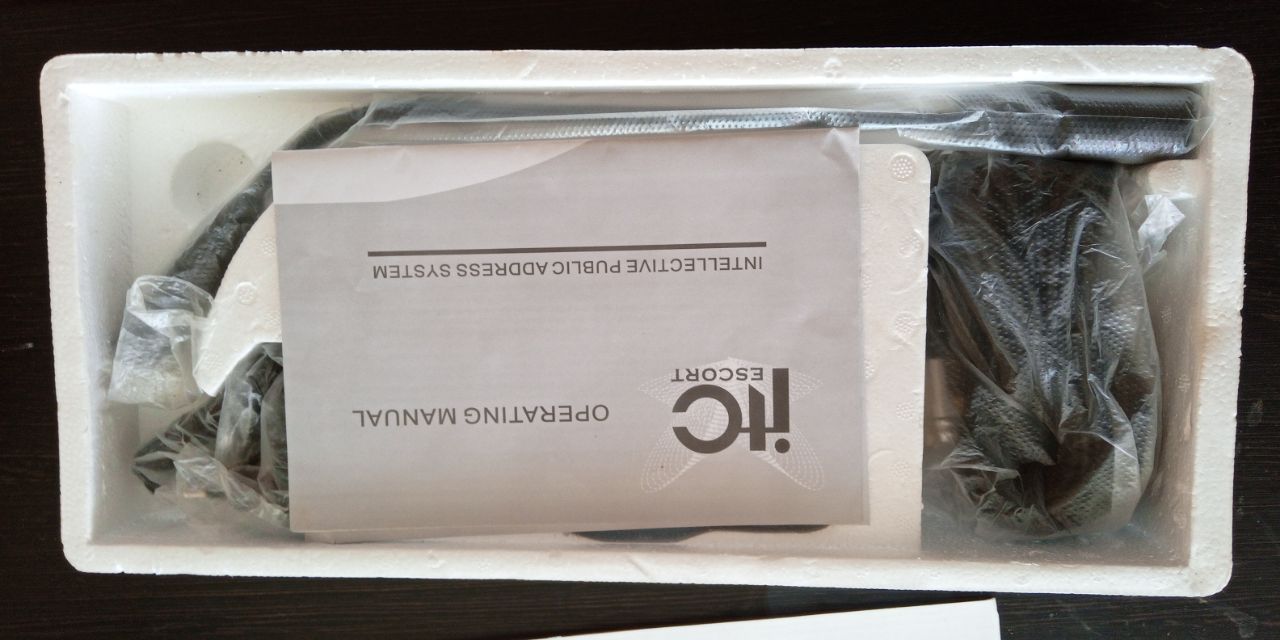 itC
ESCORT
OPERATING MANUAL
INTELLECTIVE PUBLIC ADDRESS SYSTEM